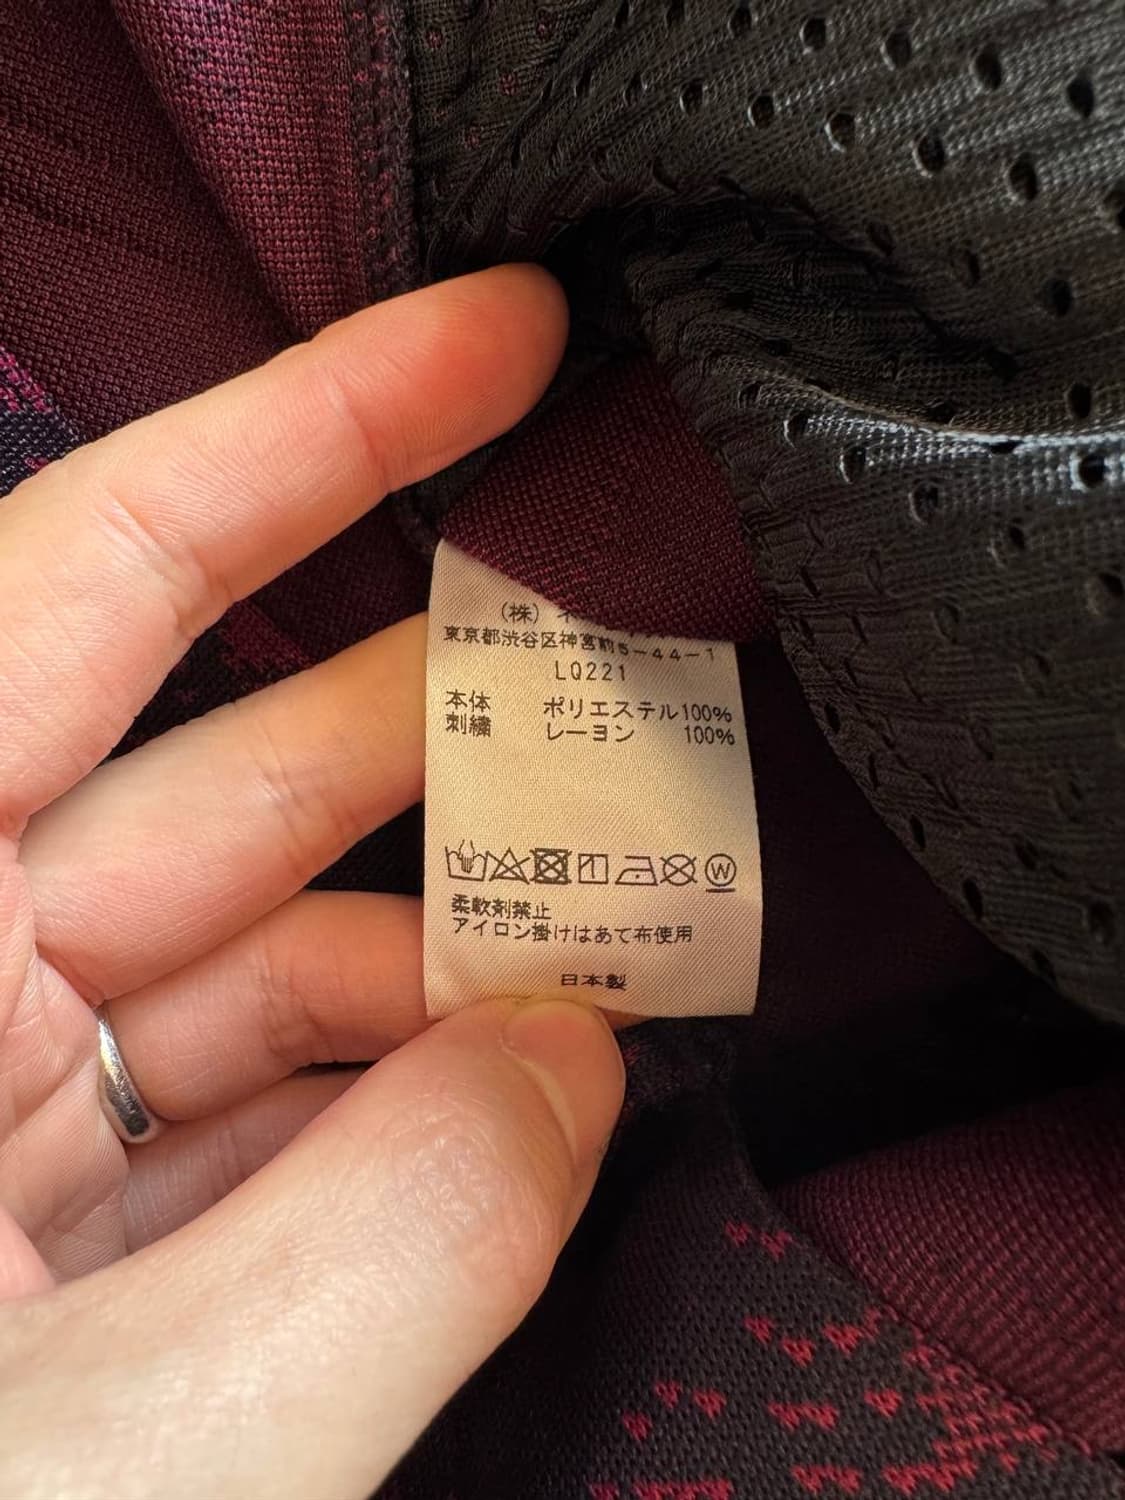 (株)
東京都渋谷区神宮前5-44-1
LQ221
本体 ポリエステル100%
刺繍 レーヨン 100%
W
柔軟剤禁止
アイロン掛けはあて布使用
日本製